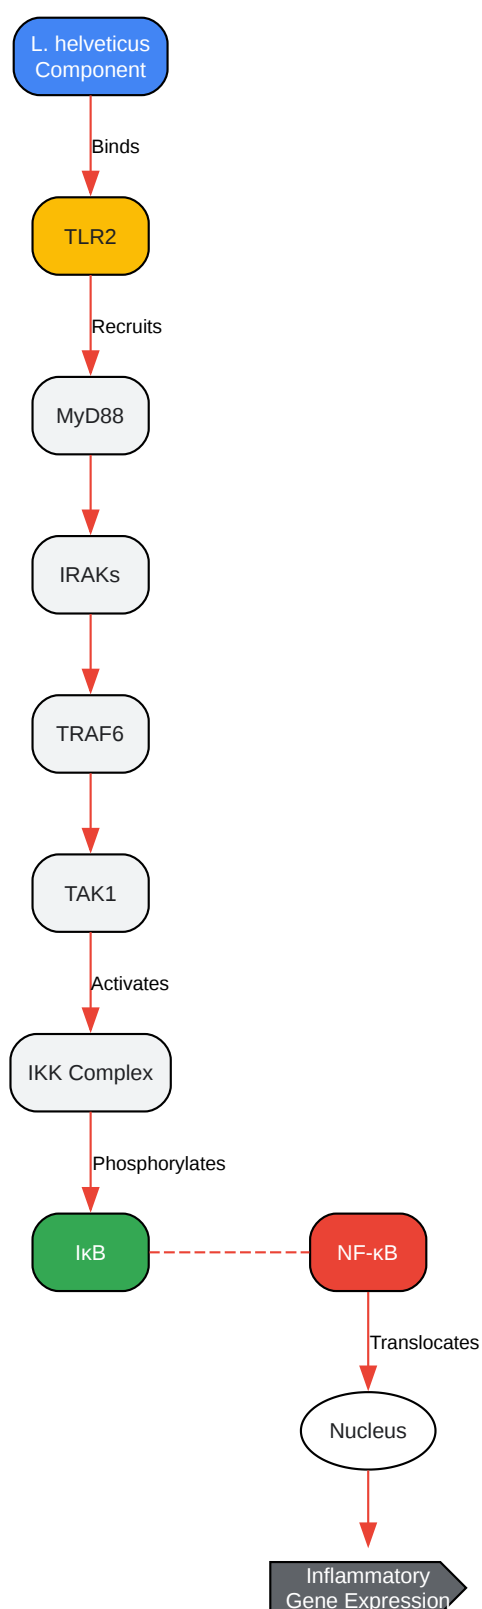 L. helveticus
Component
Binds
TLR2
Recruits
MyD88
IRAKs
TRAF6
TAK1
Activates
IKK Complex
Phosphorylates
IκB
NF-κB
Translocates
Nucleus
Inflammatory
Gene Expression